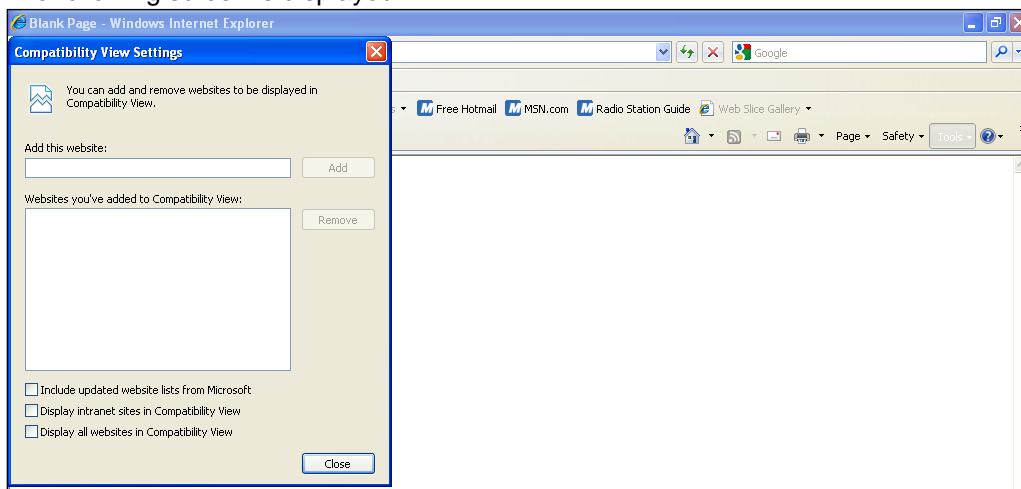 Blank Page - Windows Internet Explorer
Compatibility View Settings
Google
You can add and remove websites to be displayed in
Compatibility View.
Free Hotmail MSN.com Radio Station Guide Web Slice Gallery
Page Safety Tools
Add this website:
Add
Websites you've added to Compatibility View:
Remove
Include updated website lists from Microsoft
Display intranet sites in Compatibility View
Display all websites in Compatibility View
Close